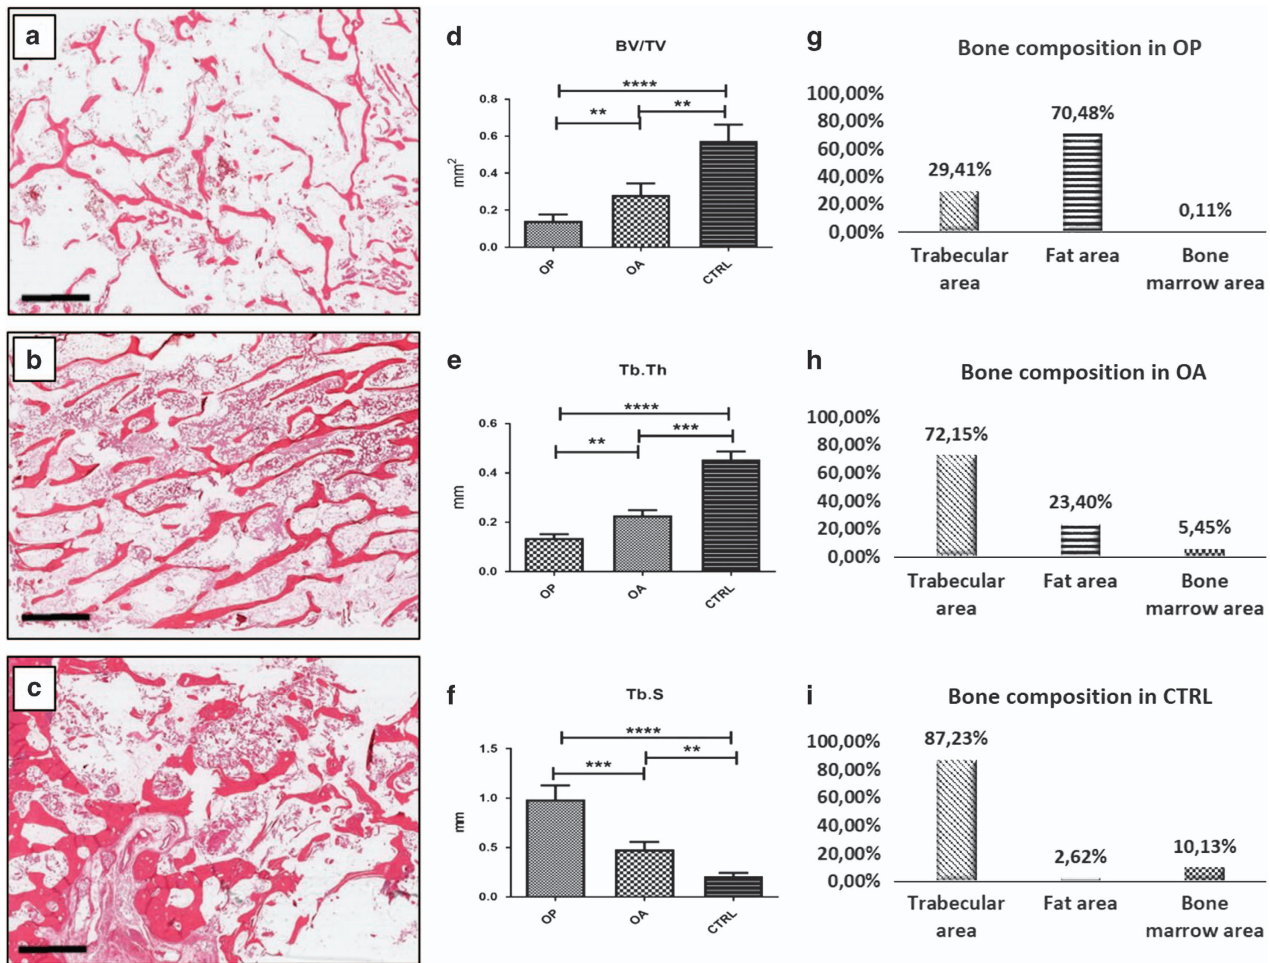 a
b
c
d
BV/TV
****
**
**
0.8
0.6
0.4
0.2
0.0
mm2
OP
OA
CTRL
e
Tb.Th
****
**
***
0.6
0.4
0.2
0.0
mm
OP
OA
CTRL
f
Tb.S
****
***
**
1.5
1.0
0.5
0.0
mm
OP
OA
CTRL
g
Bone composition in OP
100,00%
80,00%
60,00%
40,00%
20,00%
0,00%
29,41%
70,48%
0,11%
Trabecular
area
Fat area
Bone
marrow area
h
Bone composition in OA
100,00%
80,00%
60,00%
40,00%
20,00%
0,00%
72,15%
23,40%
5,45%
Trabecular
area
Fat area
Bone
marrow area
i
Bone composition in CTRL
100,00%
80,00%
60,00%
40,00%
20,00%
0,00%
87,23%
2,62%
10,13%
Trabecular
area
Fat area
Bone
marrow area